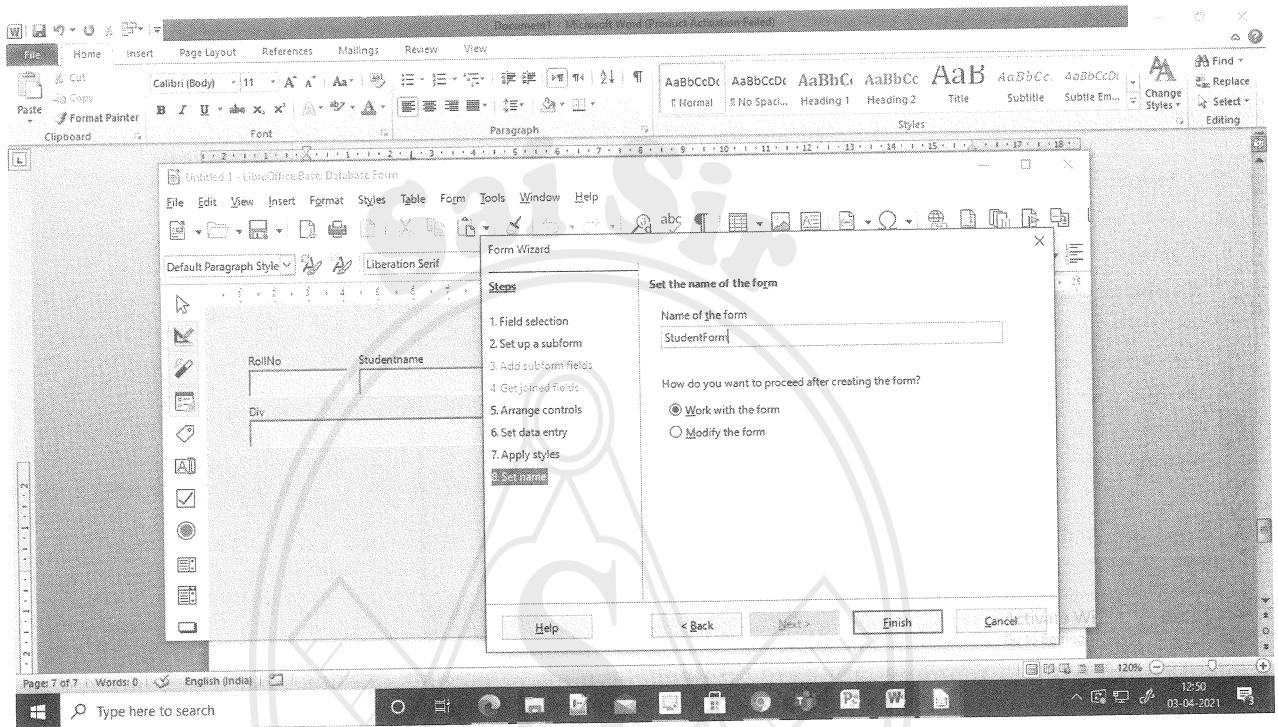 Document1 - Microsoft Word (Product Activation Failed)
File Home Insert Page Layout References Mailings Review View
Paste
Cut
Copy
Format Painter
Clipboard
Calibri (Body) 11
Font
Paragraph
AaBbCcDc AaBbCcDc AaBbCc AaBbCc AaB AaBbCc. AaBbCcD
¶ Normal ¶ No Spaci... Heading 1 Heading 2 Title Subtitle Subtle Em...
Styles
Change Styles
Find
Replace
Select
Editing
Untitled 1 - LibreOffice Base: Database Form
File Edit View Insert Format Styles Table Form Tools Window Help
Default Paragraph Style Liberation Serif
RollNo Studentname
Div
Form Wizard
Steps
1. Field selection
2. Set up a subform
3. Add subform fields
4. Get joined fields
5. Arrange controls
6. Set data entry
7. Apply styles
8. Set name
Set the name of the form
Name of the form
StudentForm
How do you want to proceed after creating the form?
Work with the form
Modify the form
Help < Back Next > Finish Cancel
Sai Sir
Page: 7 of 7 Words: 0 English (India) 120%
Type here to search
12:50
03-04-2021